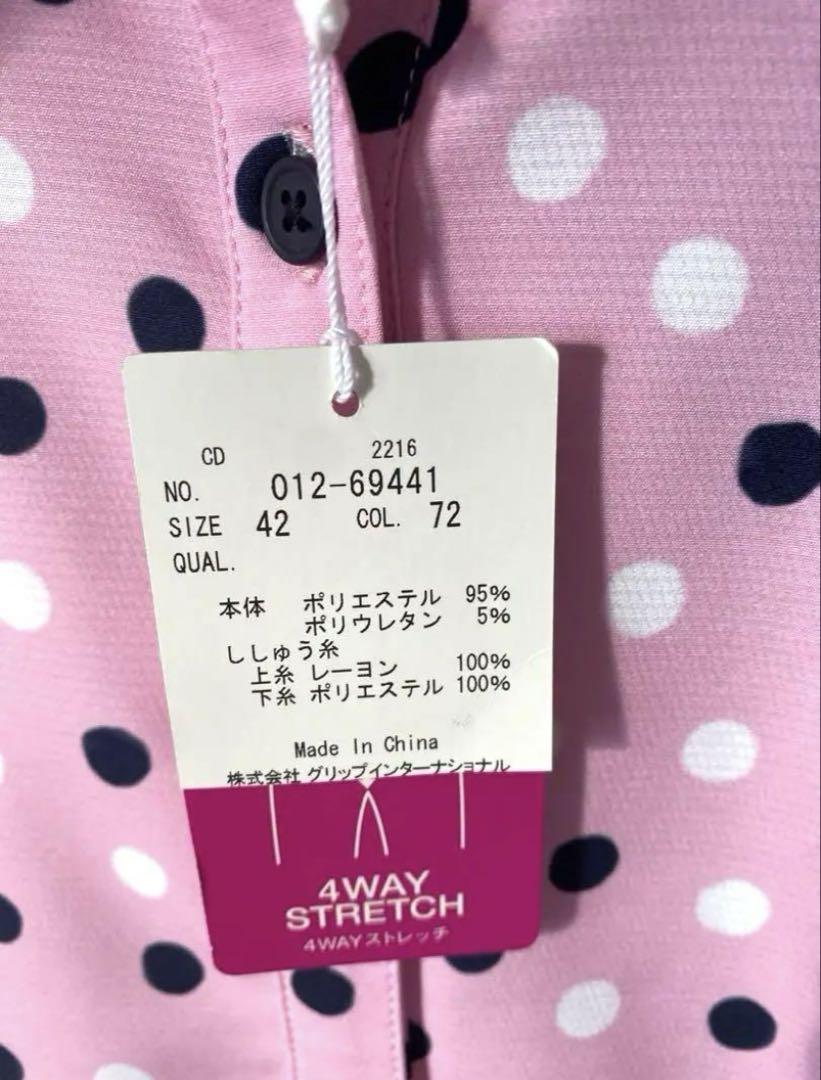 CD 2216
NO. 012-69441
SIZE 42 COL. 72
QUAL.
本体 ポリエステル 95%
ポリウレタン 5%
ししゅう糸
上糸 レーヨン 100%
下糸 ポリエステル 100%
Made In China
株式会社 グリップインターナショナル
4WAY
STRETCH
4WAYストレッチ